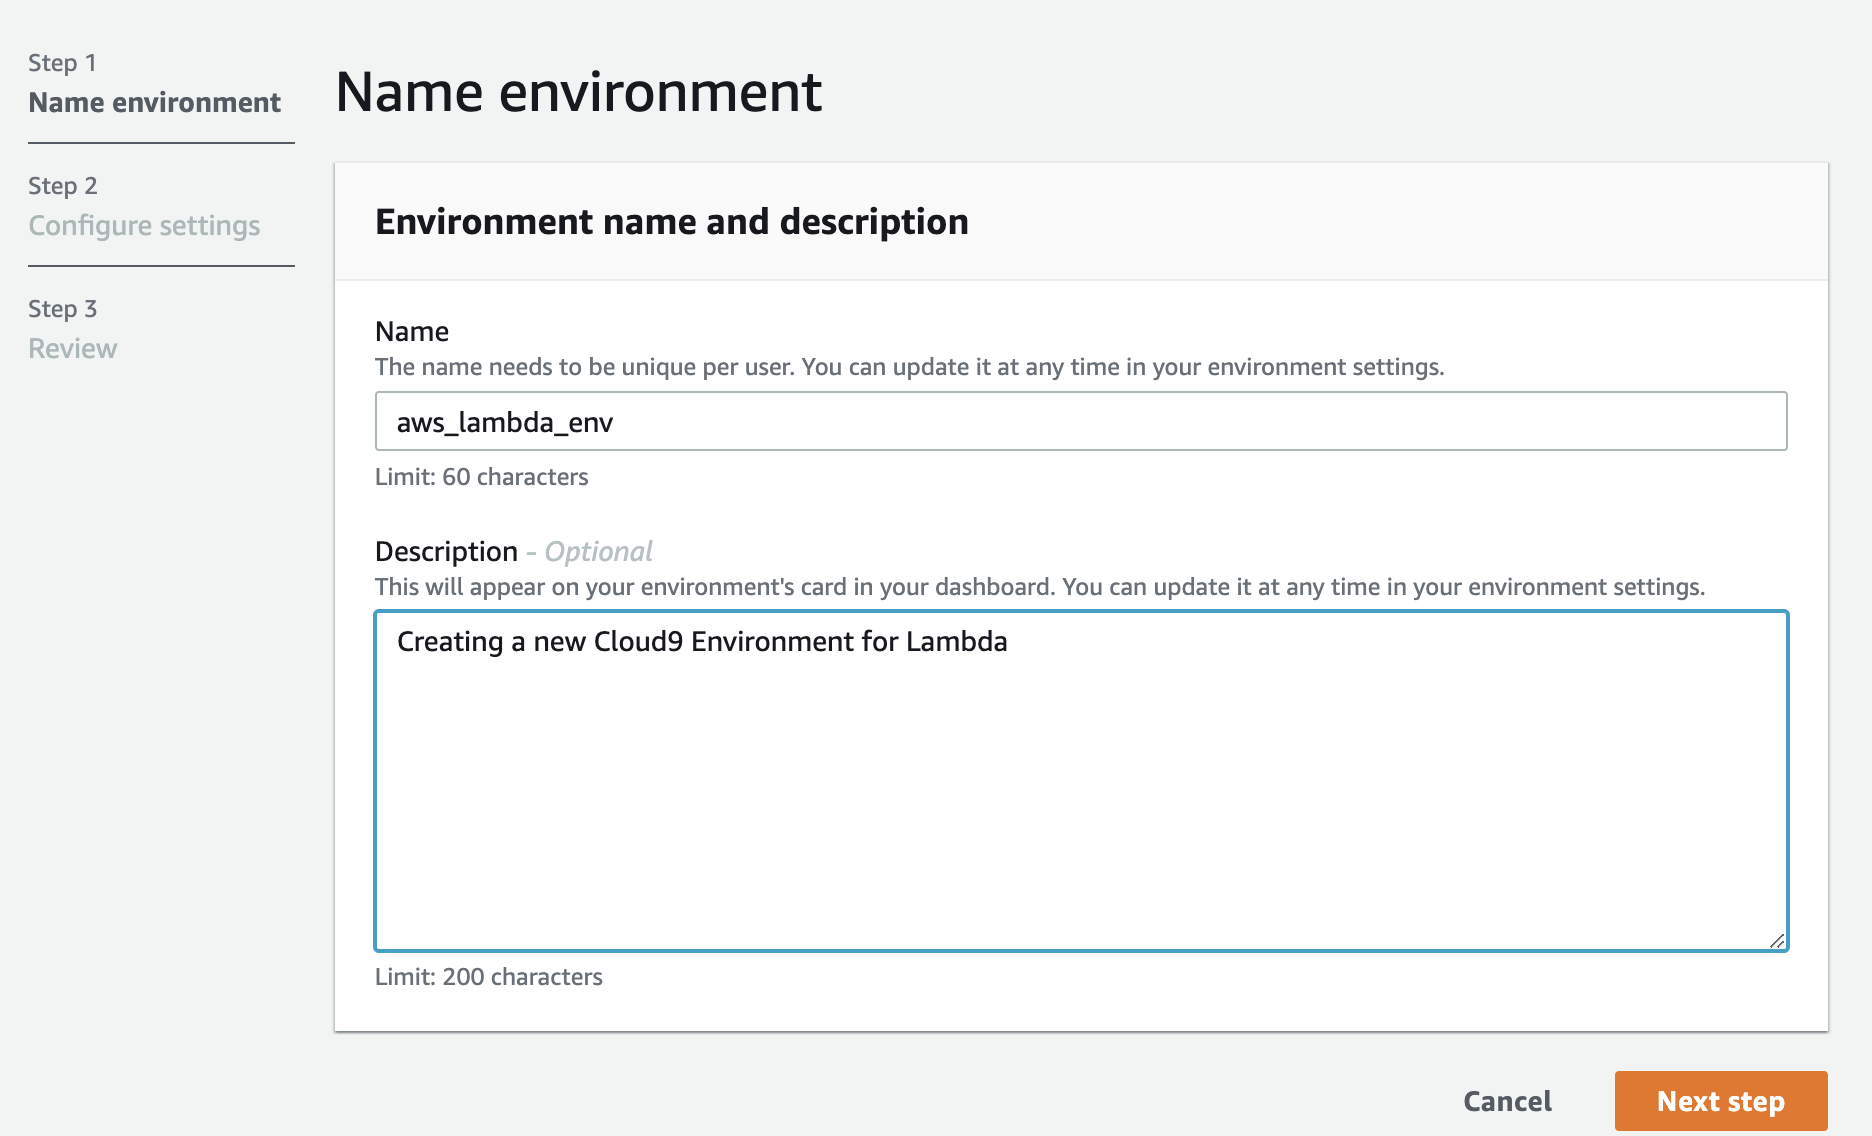 Step 1
Name environment
Step 2
Configure settings
Step 3
Review
Name environment
Environment name and description
Name
The name needs to be unique per user. You can update it at any time in your environment settings.
aws_lambda_env
Limit: 60 characters
Description - Optional
This will appear on your environment's card in your dashboard. You can update it at any time in your environment settings.
Creating a new Cloud9 Environment for Lambda
Limit: 200 characters
Cancel
Next step